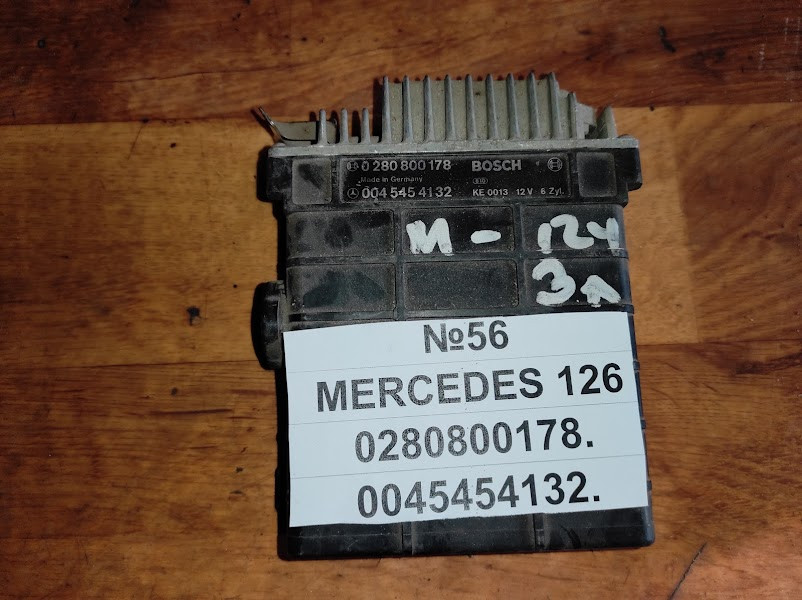 0 280 800 178 BOSCH
Made in Germany
004 545 41 32 KE 0013 12 V 6 Zyl.
M - 124
3л
№56
MERCEDES 126
0280800178.
0045454132.